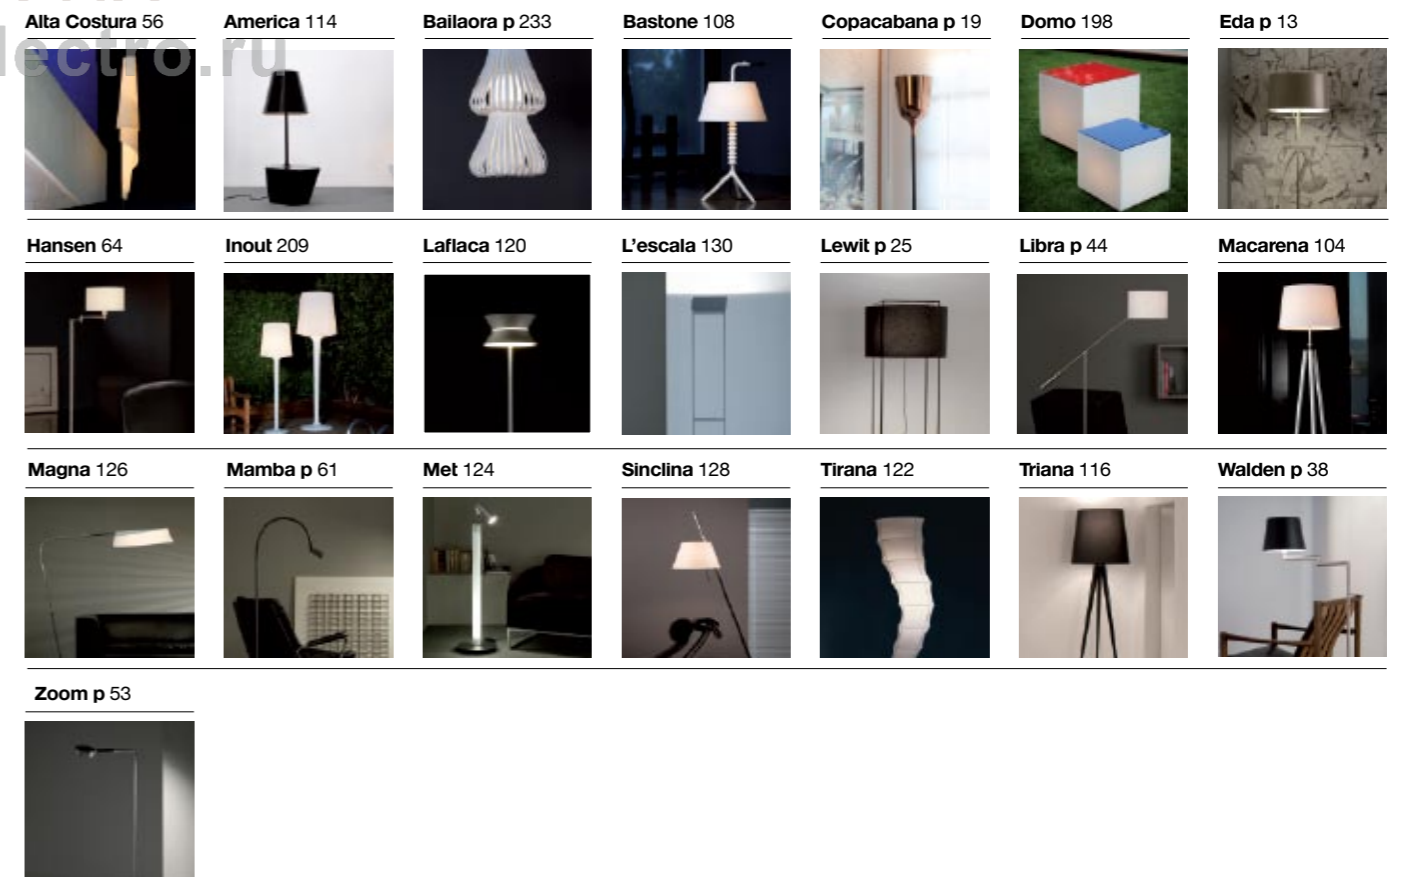 Alta Costura 56
America 114
Bailaora p 233
Bastone 108
Copacabana p 19
Domo 198
Eda p 13
lectro.ru
Hansen 64
Inout 209
Laflaca 120
L’escala 130
Lewit p 25
Libra p 44
Macarena 104
Magna 126
Mamba p 61
Met 124
Sinclina 128
Tirana 122
Triana 116
Walden p 38
Zoom p 53